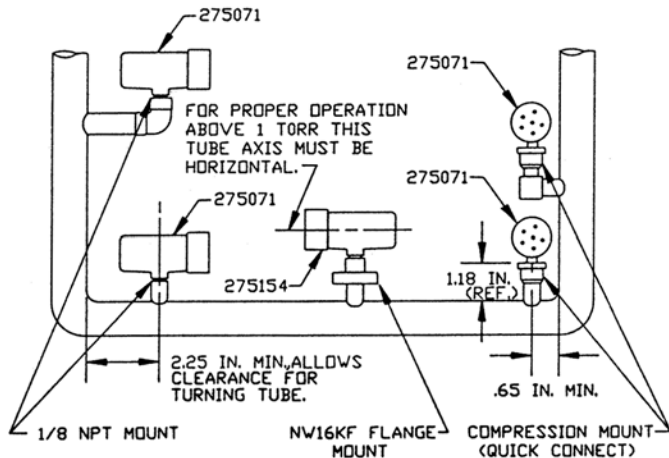 275071
275071
FOR PROPER OPERATION
ABOVE 1 TORR THIS
TUBE AXIS MUST BE
HORIZONTAL.
275071
275071
275154
1.18 IN.
(REF.)
2.25 IN. MIN.,ALLOWS
CLEARANCE FOR
TURNING TUBE.
.65 IN. MIN.
1/8 NPT MOUNT
NW16KF FLANGE
MOUNT
COMPRESSION MOUNT
(QUICK CONNECT)